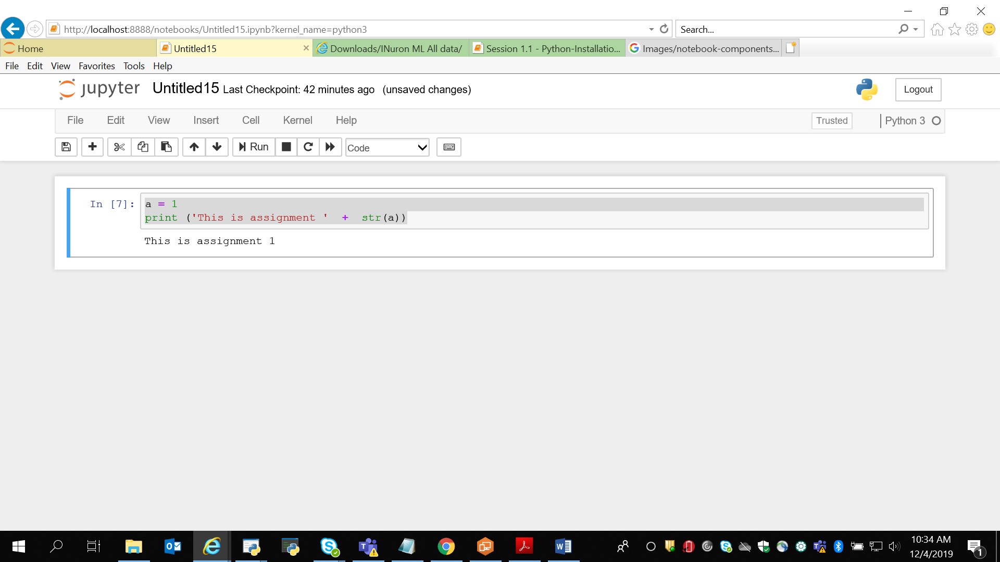 http://localhost:8888/notebooks/Untitled15.ipynb?kernel_name=python3
Search...
Home
Untitled15
Downloads/INuron ML All data/
Session 1.1 - Python-Installatio...
Images/notebook-components...
File Edit View Favorites Tools Help
jupyter Untitled15 Last Checkpoint: 42 minutes ago (unsaved changes)
Logout
File Edit View Insert Cell Kernel Help
Trusted
Python 3
Run
Code
In [7]:
a = 1
print ('This is assignment '  +  str(a))
This is assignment 1
10:34 AM
12/4/2019
1